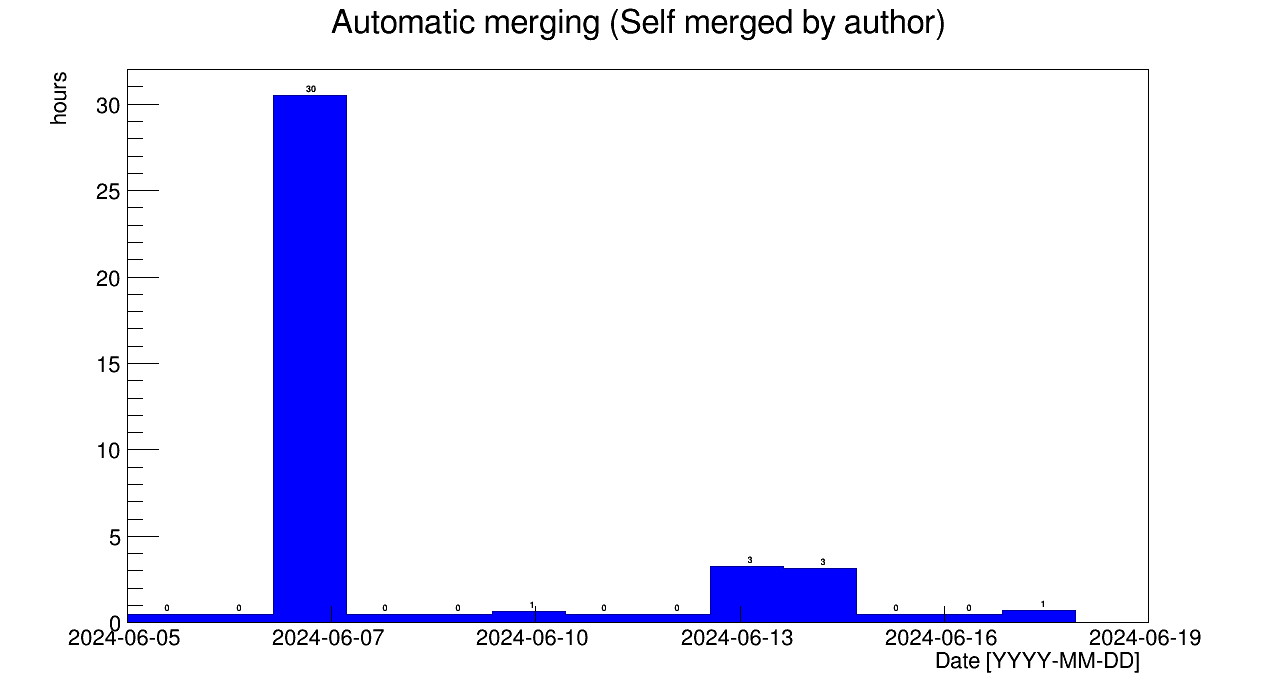 Automatic merging (Self merged by author)
hours
30
25
20
15
10
5
0
0 0 30 0 0 1 0 0 3 3 0 0 1
2024-06-05 2024-06-07 2024-06-10 2024-06-13 2024-06-16 2024-06-19
Date [YYYY-MM-DD]